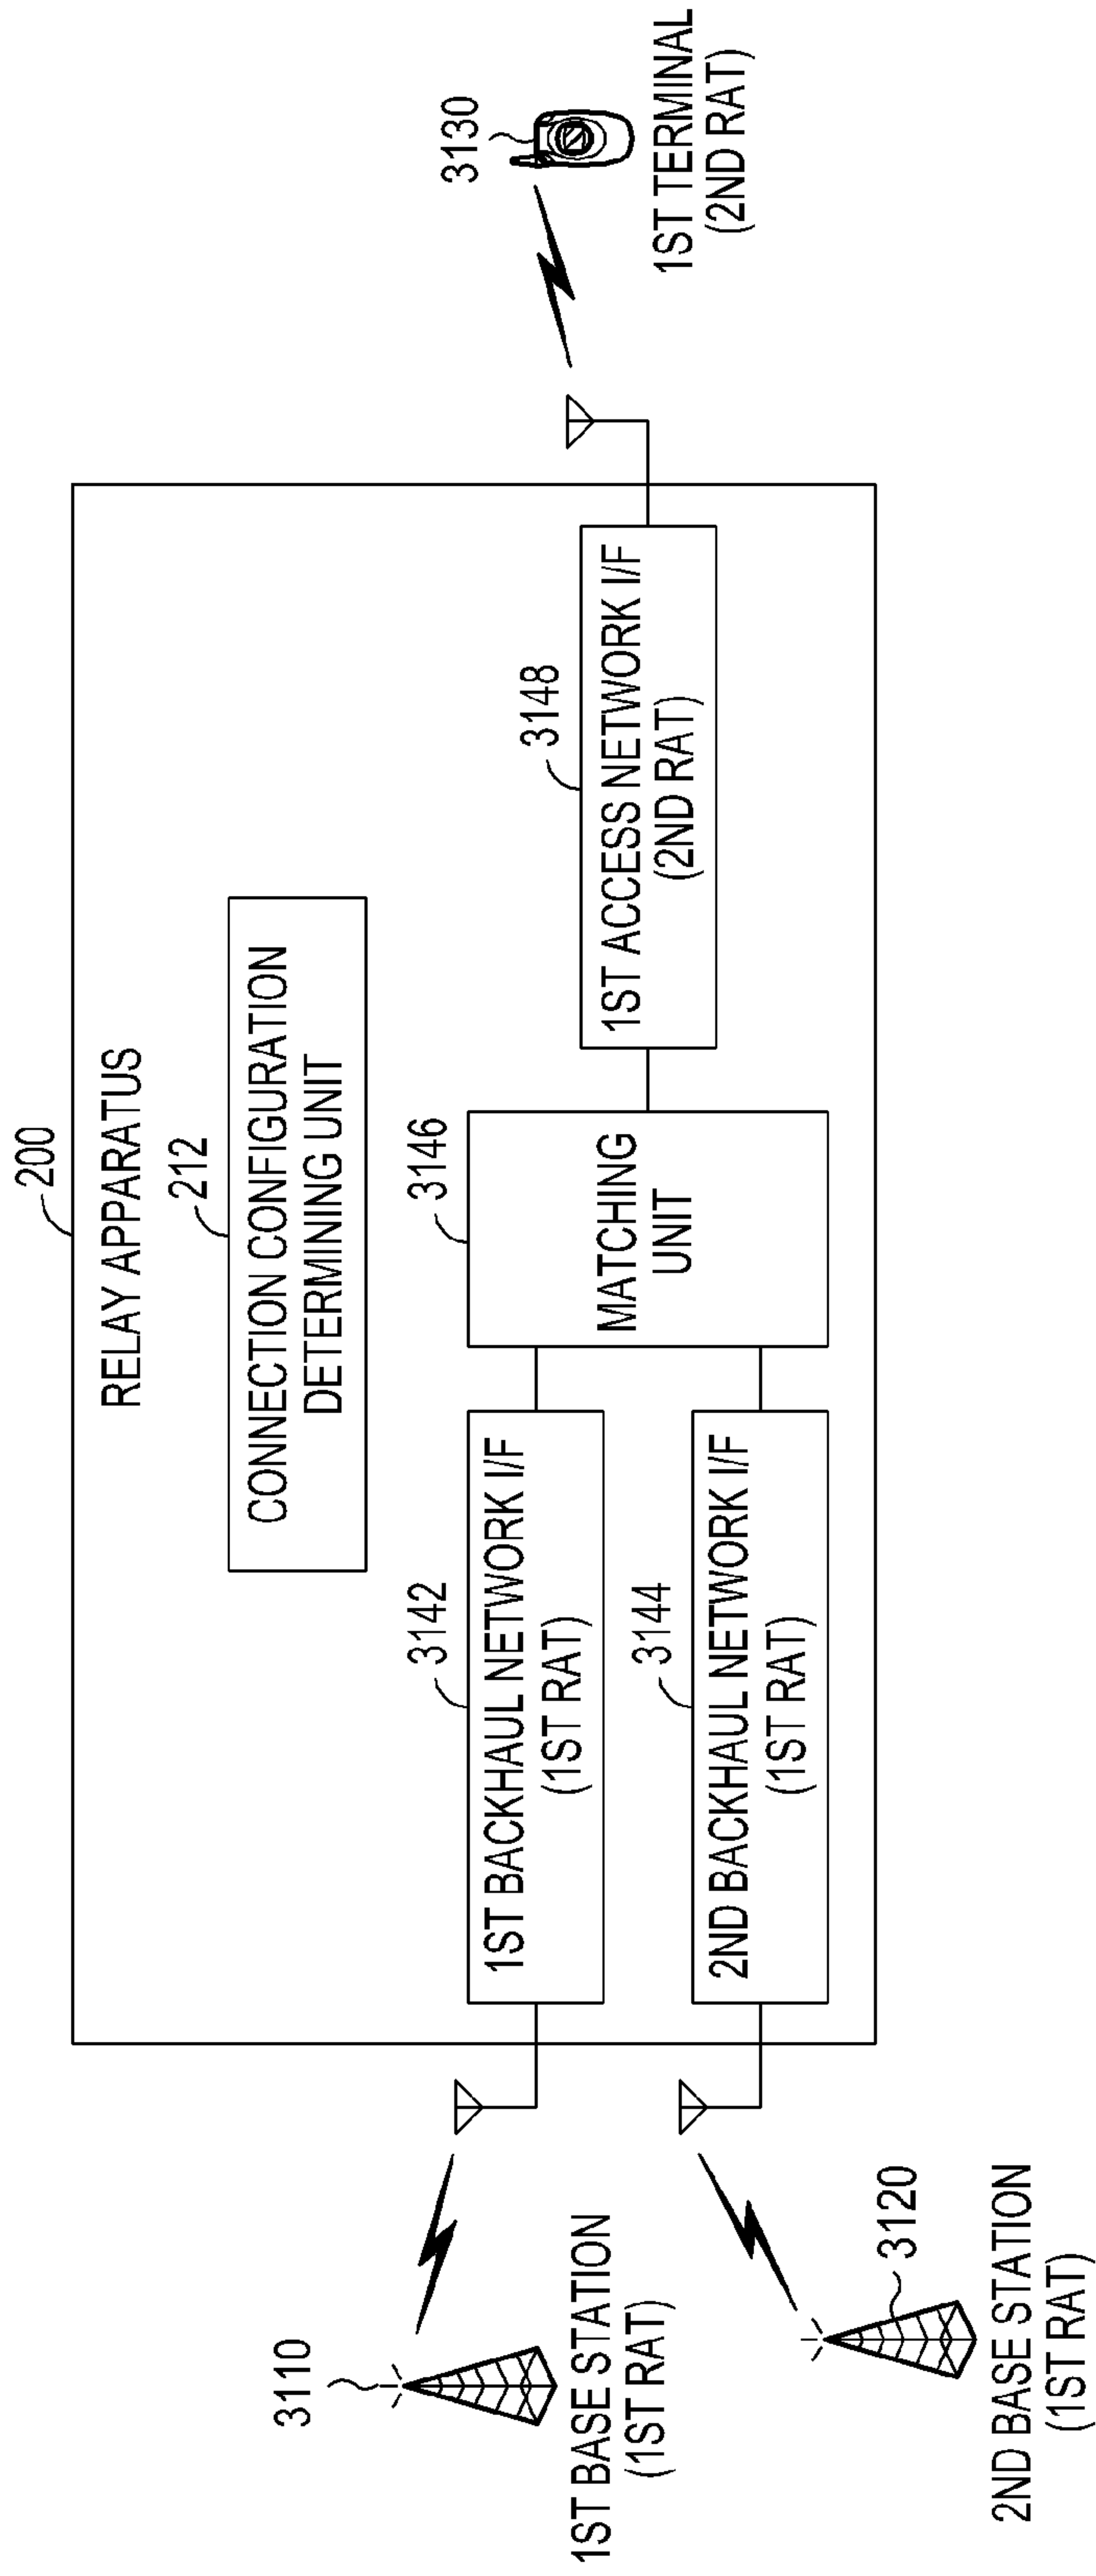 200
RELAY APPARATUS
212
CONNECTION CONFIGURATION
DETERMINING UNIT
3110
1ST BASE STATION
(1ST RAT)
3142
1ST BACKHAUL NETWORK I/F
(1ST RAT)
3146
MATCHING
UNIT
3148
1ST ACCESS NETWORK I/F
(2ND RAT)
3130
1ST TERMINAL
(2ND RAT)
3144
2ND BACKHAUL NETWORK I/F
(1ST RAT)
3120
2ND BASE STATION
(1ST RAT)